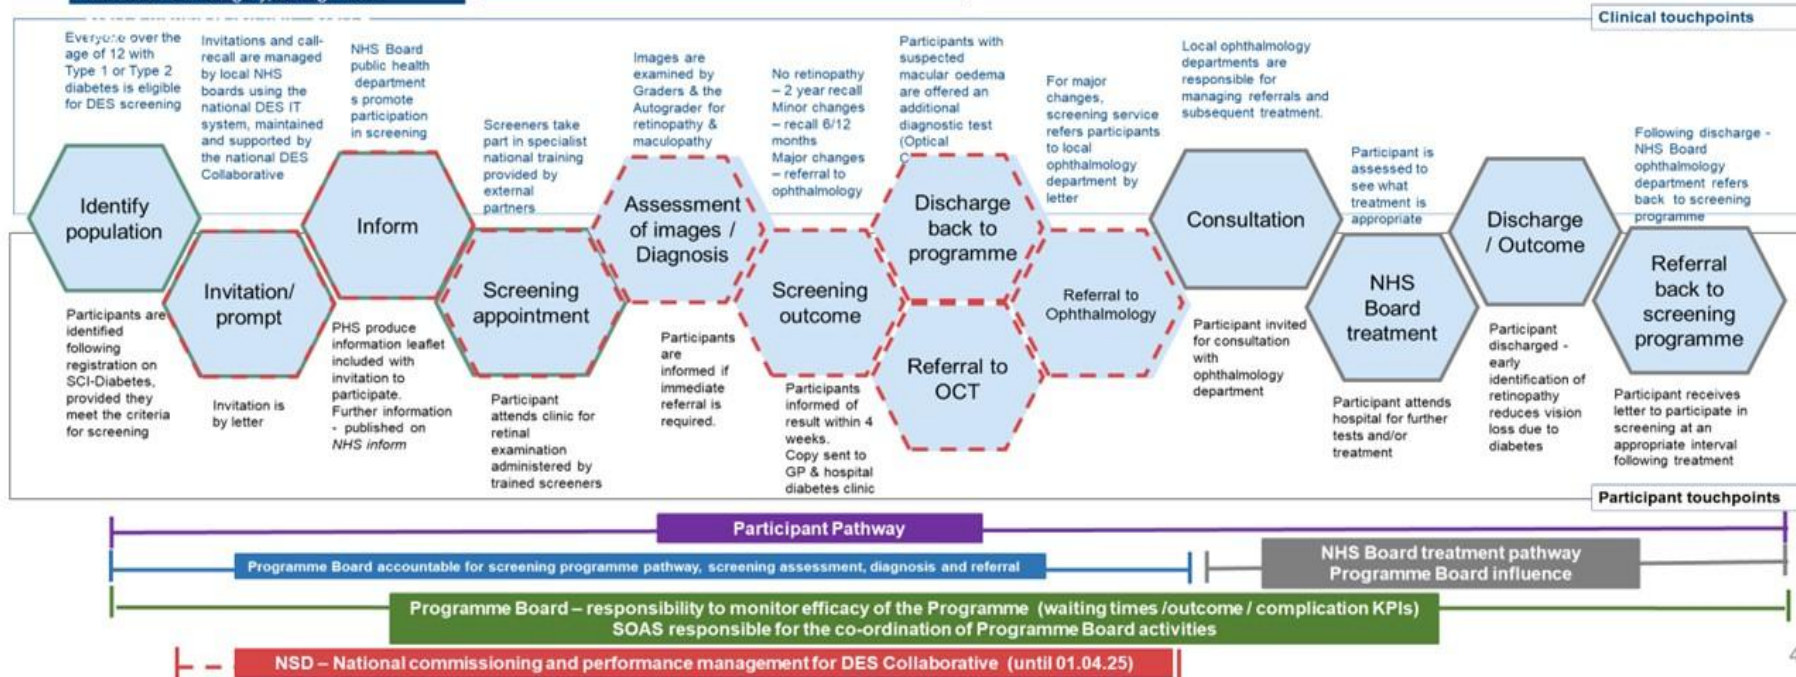 Clinical touchpoints
Everyone over the
age of 12 with
Type 1 or Type 2
diabetes is eligible
for DES screening
Invitations and call-
recall are managed
by local NHS
boards using the
national DES IT
system, maintained
and supported by
the national DES
Collaborative
NHS Board
public health
department
s promote
participation
in screening
Screeners take
part in specialist
national training
provided by
external
partners
Images are
examined by
Graders & the
Autograder for
retinopathy &
maculopathy
No retinopathy
– 2 year recall
Minor changes
– recall 6/12
months
Major changes
– referral to
ophthalmology
Participants with
suspected
macular oedema
are offered an
additional
diagnostic test
(Optical
For major
changes,
screening service
refers participants
to local
ophthalmology
department by
letter
Local ophthalmology
departments are
responsible for
managing referrals and
subsequent treatment.
Participant is
assessed to
see what
treatment is
appropriate
Following discharge -
NHS Board
ophthalmology
department refers
back to screening
programme
Identify
population
Invitation/
prompt
Inform
Screening
appointment
Assessment
of images /
Diagnosis
Screening
outcome
Discharge
back to
programme
Referral to
OCT
Referral to
Ophthalmology
Consultation
NHS
Board
treatment
Discharge
/ Outcome
Referral
back to
screening
programme
Participants are
identified
following
registration on
SCI-Diabetes,
provided they
meet the criteria
for screening
Invitation is
by letter
PHS produce
information leaflet
included with
invitation to
participate.
Further information
- published on
NHS inform
Participant
attends clinic for
retinal
examination
administered by
trained screeners
Participants
are
informed if
immediate
referral is
required.
Participants
informed of
result within 4
weeks.
Copy sent to
GP & hospital
diabetes clinic
Participant invited
for consultation
with
ophthalmology
department
Participant attends
hospital for further
tests and/or
treatment
Participant
discharged -
early
identification of
retinopathy
reduces vision
loss due to
diabetes
Participant receives
letter to participate in
screening at an
appropriate interval
following treatment
Participant touchpoints
Participant Pathway
Programme Board accountable for screening programme pathway, screening assessment, diagnosis and referral
NHS Board treatment pathway
Programme Board influence
Programme Board – responsibility to monitor efficacy of the Programme (waiting times /outcome / complication KPIs)
SOAS responsible for the co-ordination of Programme Board activities
NSD – National commissioning and performance management for DES Collaborative (until 01.04.25)
4